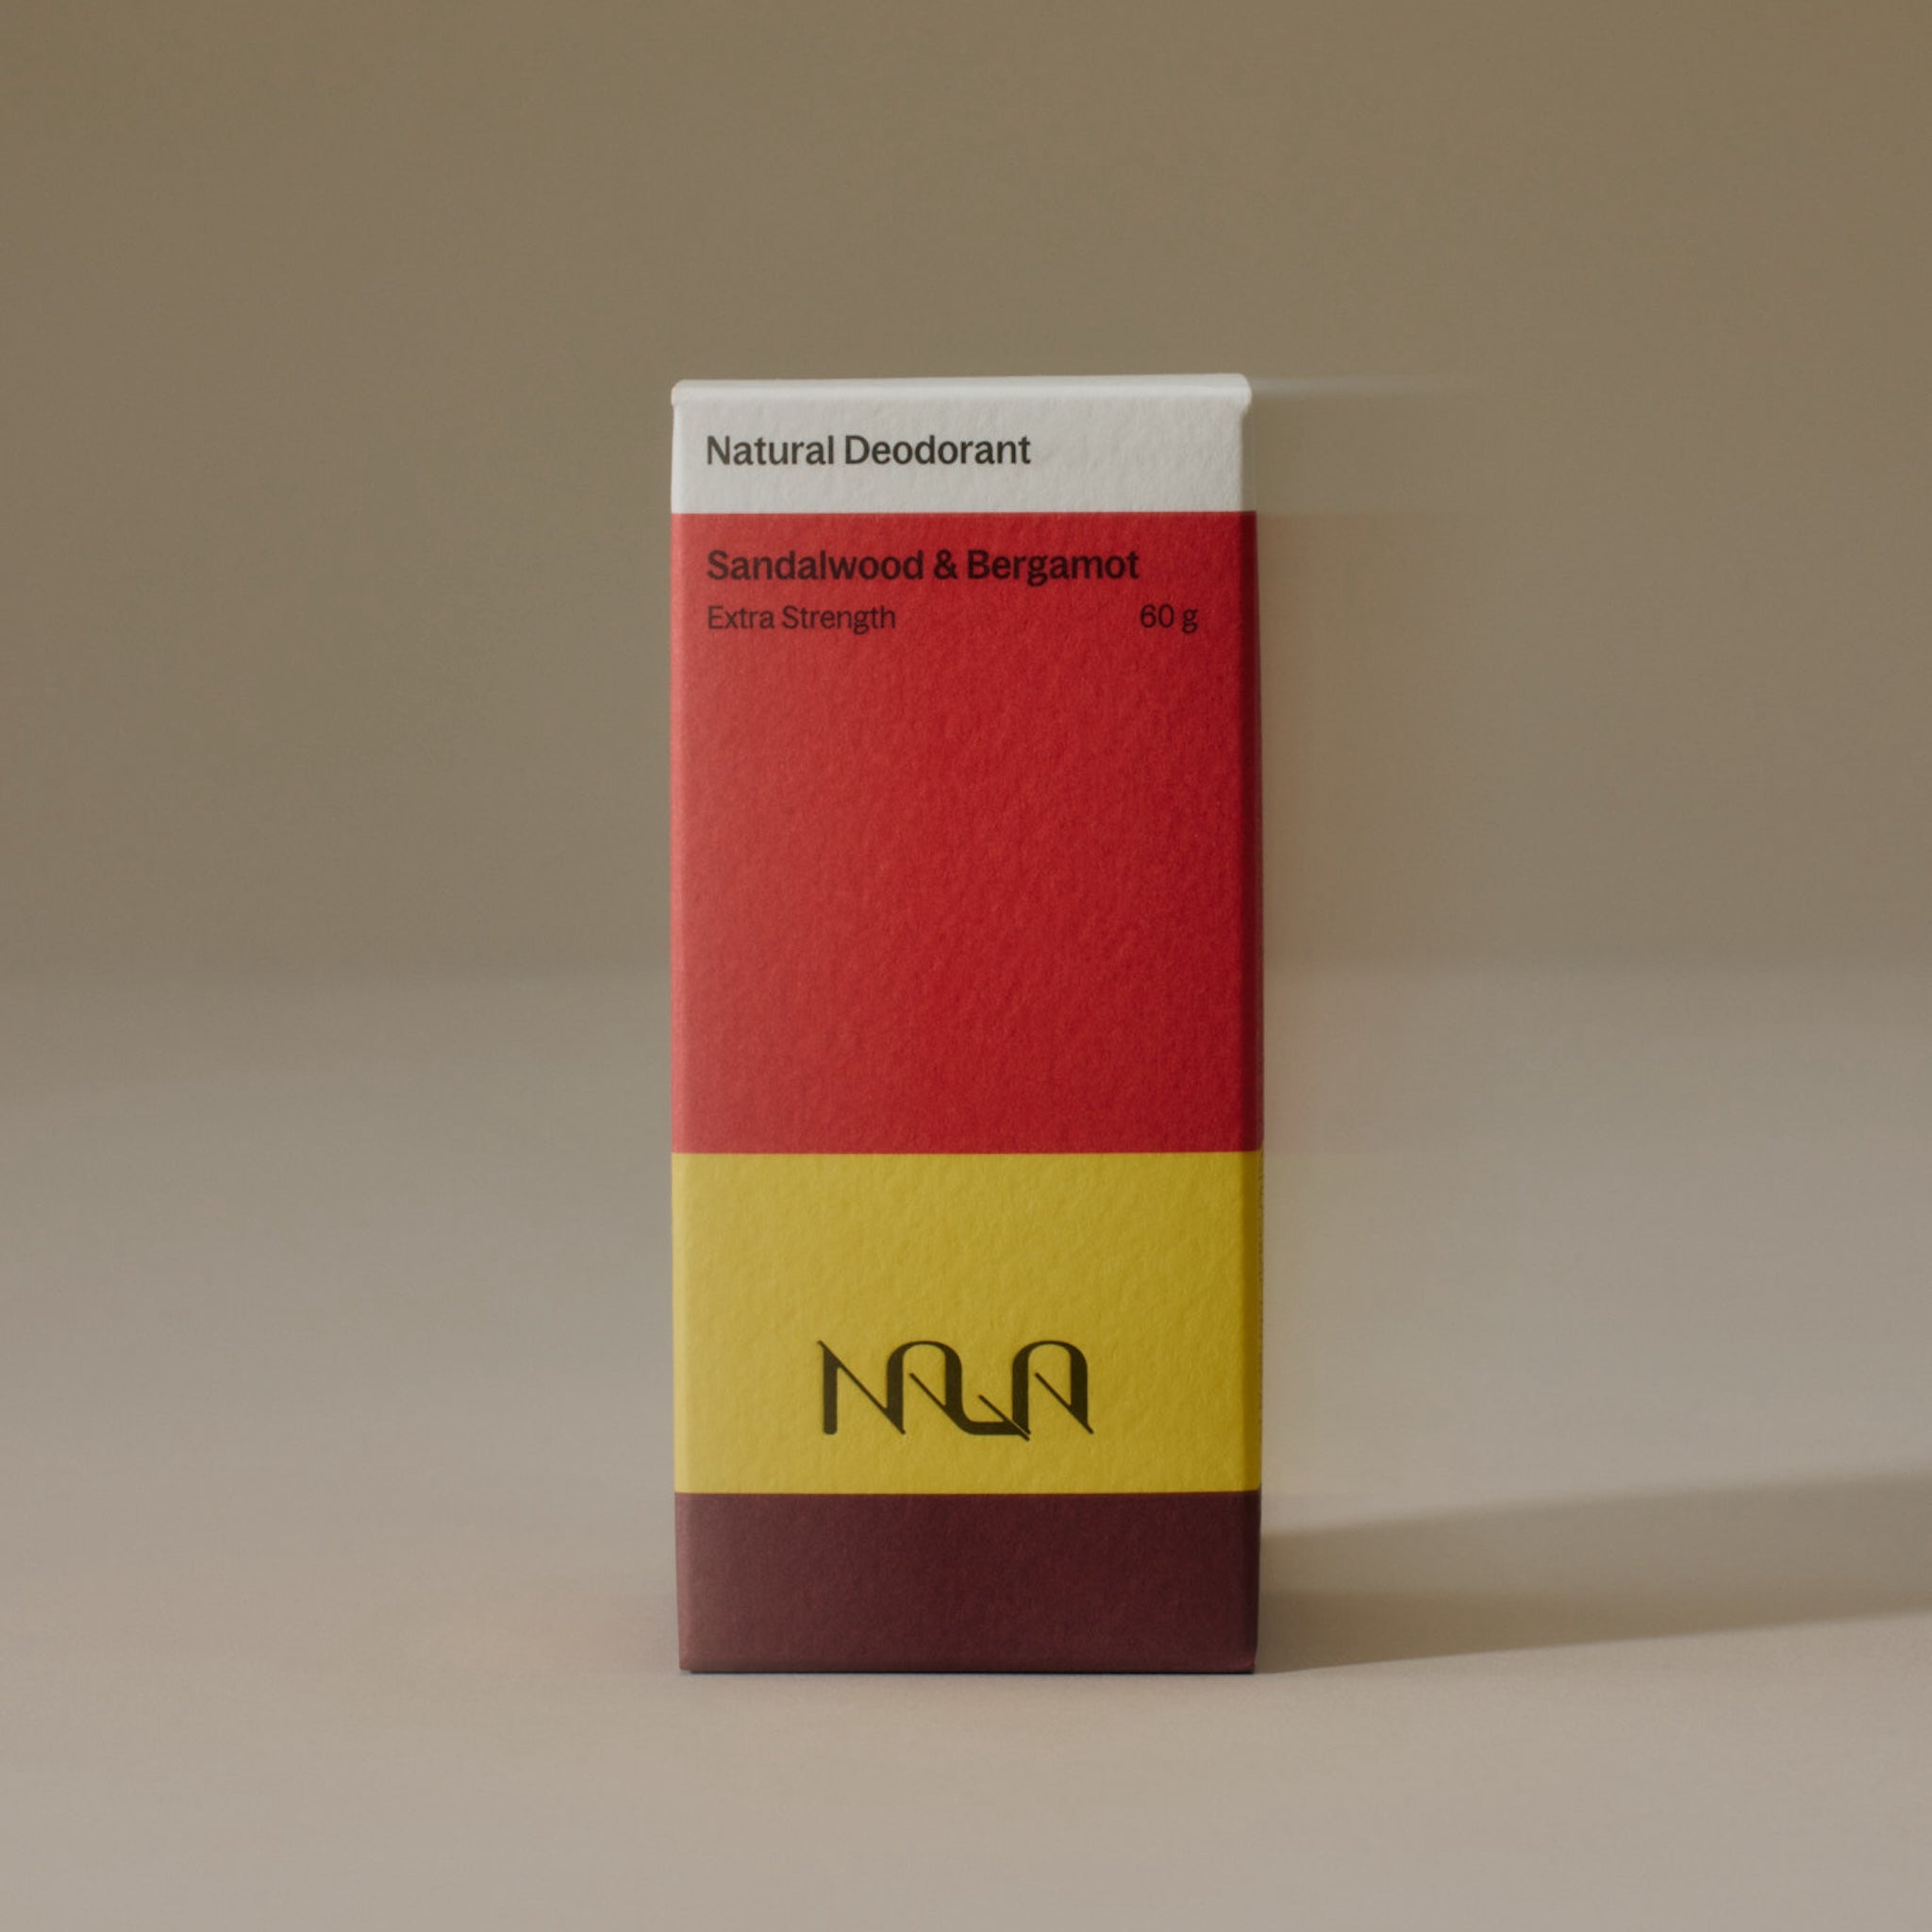 Natural Deodorant
Sandalwood & Bergamot
Extra Strength 60 g
NALA